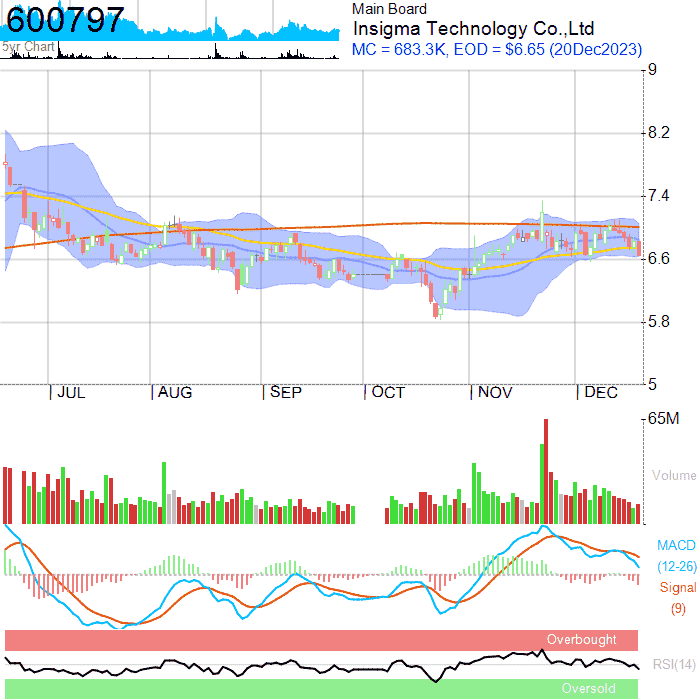 600797
Main Board
Insigma Technology Co.,Ltd
5yr Chart
MC = 683.3K, EOD = $6.65 (20Dec2023)
9
8.2
7.4
6.6
5.8
5
JUL AUG SEP OCT NOV DEC
65M
Volume
MACD
(12-26)
Signal
(9)
Overbought
RSI(14)
Oversold